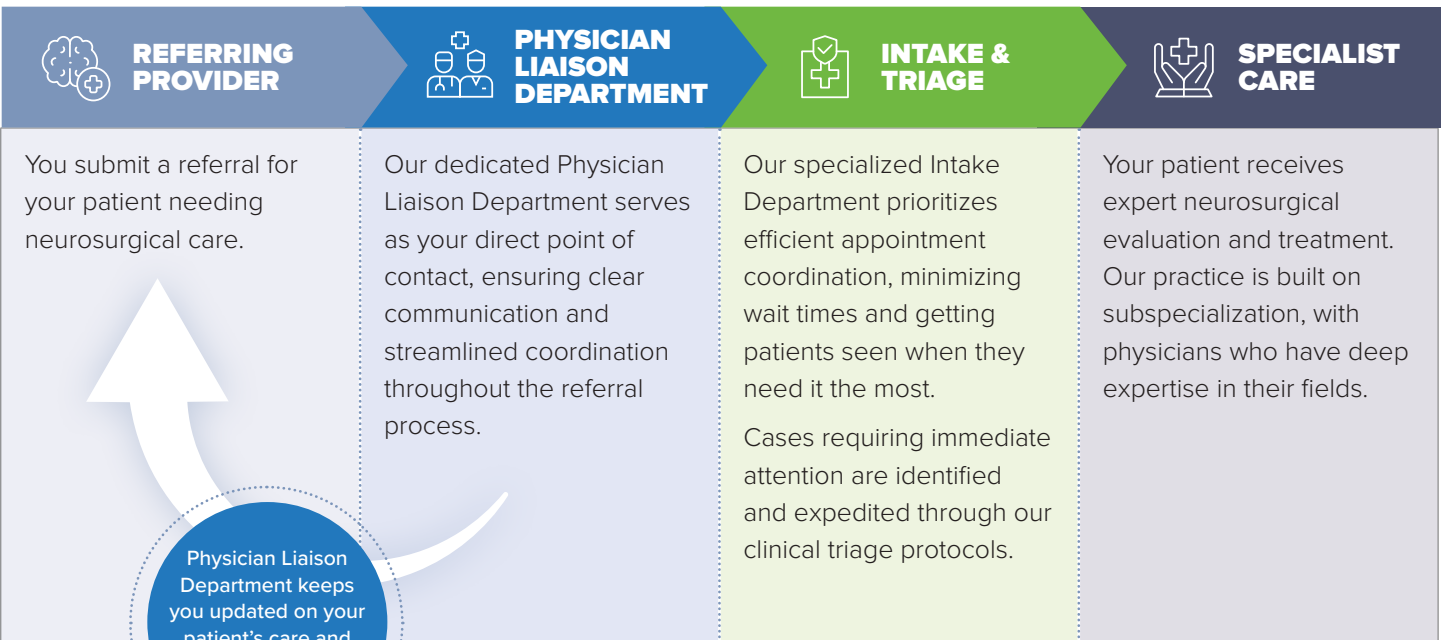 REFERRING
PROVIDER
PHYSICIAN
LIAISON
DEPARTMENT
INTAKE &
TRIAGE
SPECIALIST
CARE
You submit a referral for
your patient needing
neurosurgical care.
Physician Liaison
Department keeps
you updated on your
patient's care and
Our dedicated Physician
Liaison Department serves
as your direct point of
contact, ensuring clear
communication and
streamlined coordination
throughout the referral
process.
Our specialized Intake
Department prioritizes
efficient appointment
coordination, minimizing
wait times and getting
patients seen when they
need it the most.
Cases requiring immediate
attention are identified
and expedited through our
clinical triage protocols.
Your patient receives
expert neurosurgical
evaluation and treatment.
Our practice is built on
subspecialization, with
physicians who have deep
expertise in their fields.